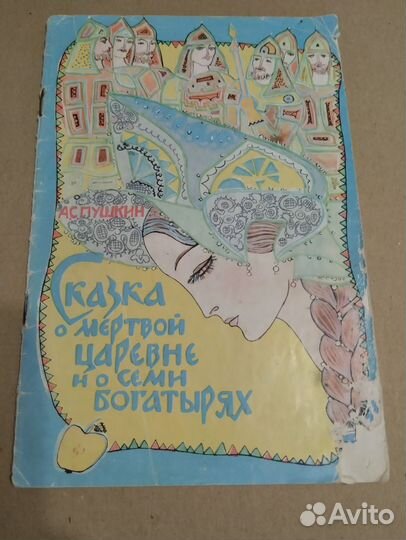 А.С.ПУШКИН
Сказка
о мертвой
царевне
и о семи
богатырях
Avito